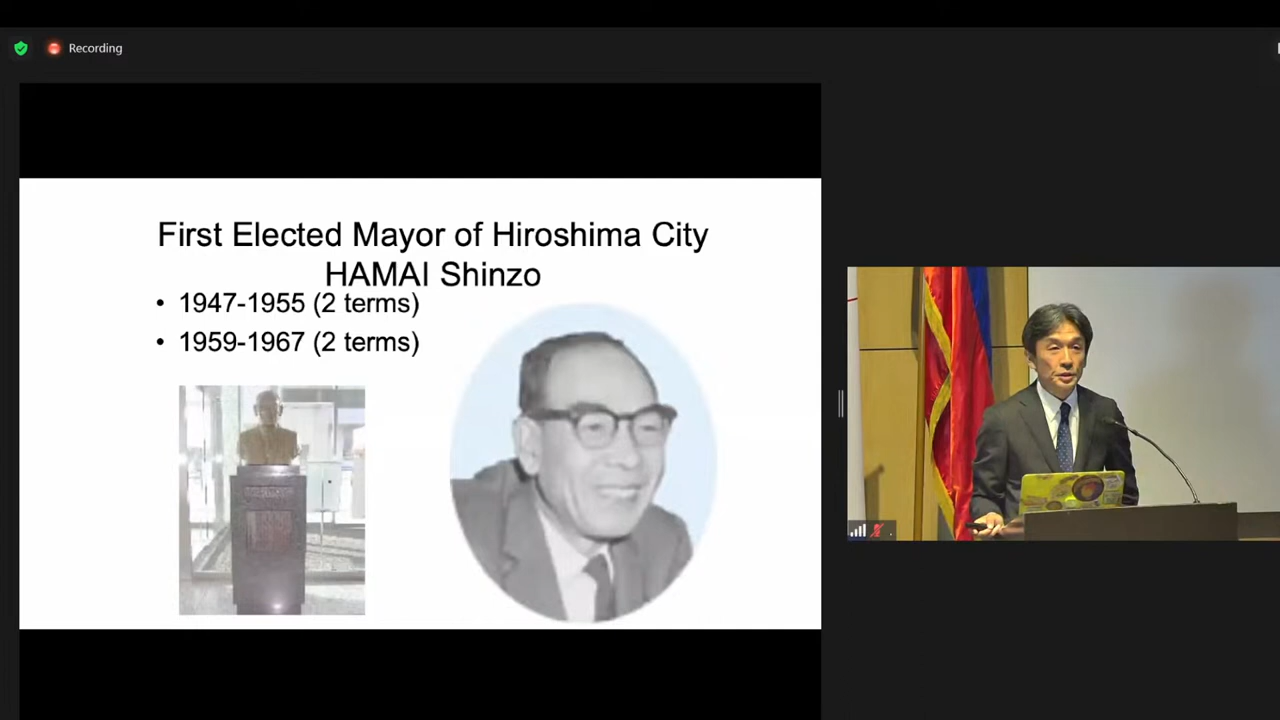 Recording
First Elected Mayor of Hiroshima City
HAMAI Shinzo
• 1947-1955 (2 terms)
• 1959-1967 (2 terms)